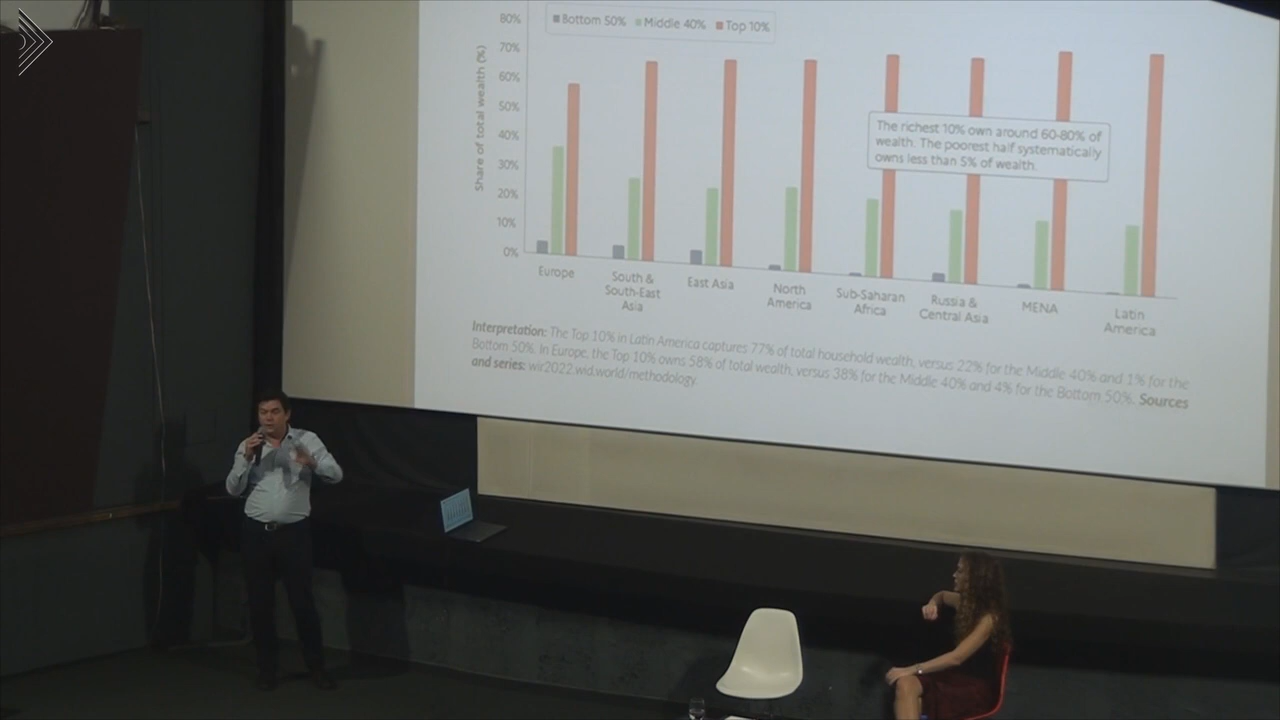 Bottom 50% Middle 40% Top 10%
Share of total wealth (%)
80%
70%
60%
50%
40%
30%
20%
10%
0%
The richest 10% own around 60-80% of
wealth. The poorest half systematically
owns less than 5% of wealth.
Europe
South &
South-East
Asia
East Asia
North
America
Sub-Saharan
Africa
Russia &
Central Asia
MENA
Latin
America
Interpretation: The Top 10% in Latin America captures 77% of total household wealth, versus 22% for the Middle 40% and 1% for the
Bottom 50%. In Europe, the Top 10% owns 58% of total wealth, versus 38% for the Middle 40% and 4% for the Bottom 50%. Sources
and series: wir2022.wid.world/methodology.